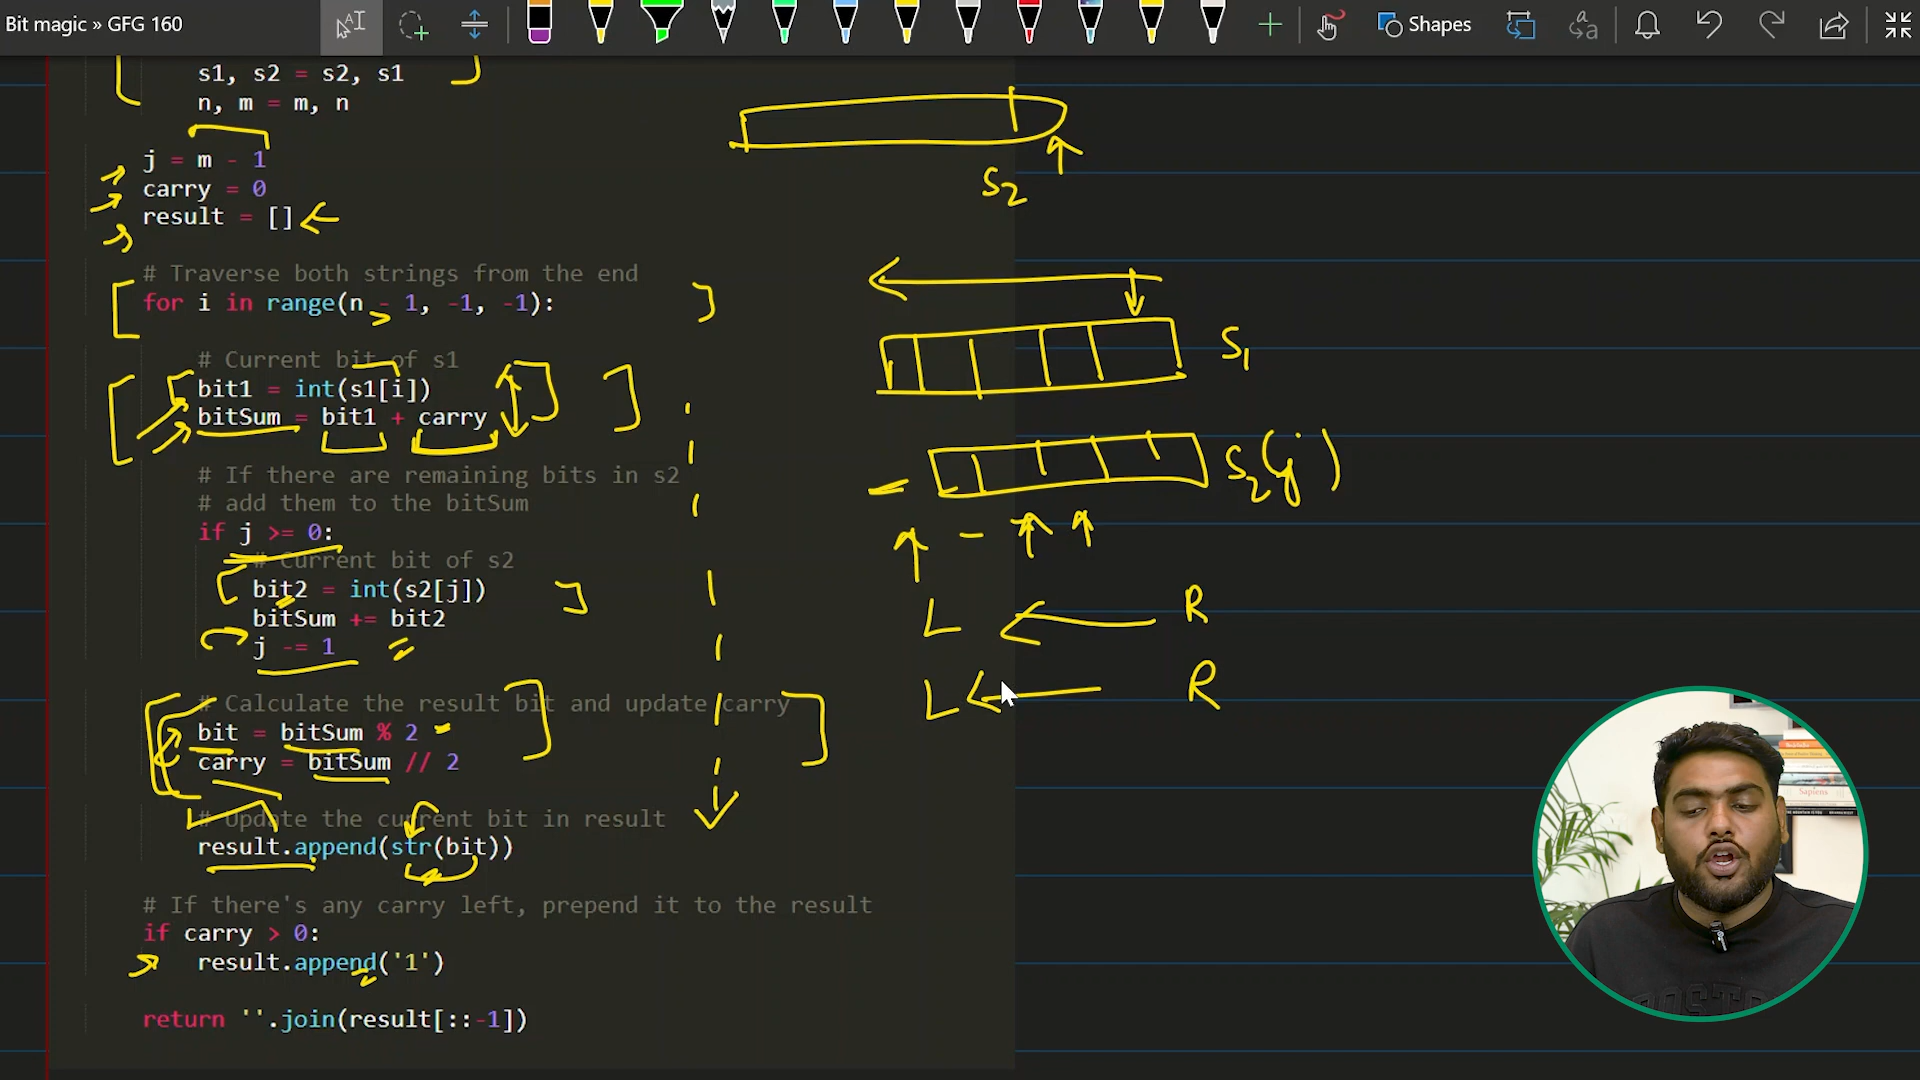 Bit magic » GFG 160
Shapes
s1, s2 = s2, s1
n, m = m, n
j = m - 1
carry = 0
result = []
# Traverse both strings from the end
for i in range(n - 1, -1, -1):
# Current bit of s1
bit1 = int(s1[i])
bitSum = bit1 + carry
# If there are remaining bits in s2
# add them to the bitSum
if j >= 0:
# Current bit of s2
bit2 = int(s2[j])
bitSum += bit2
j -= 1
# Calculate the result bit and update carry
bit = bitSum % 2
carry = bitSum // 2
# Update the current bit in result
result.append(str(bit))
# If there's any carry left, prepend it to the result
if carry > 0:
result.append('1')
return ''.join(result[::-1])
S2
S1
S2(j)
L R
L R
Sapiens